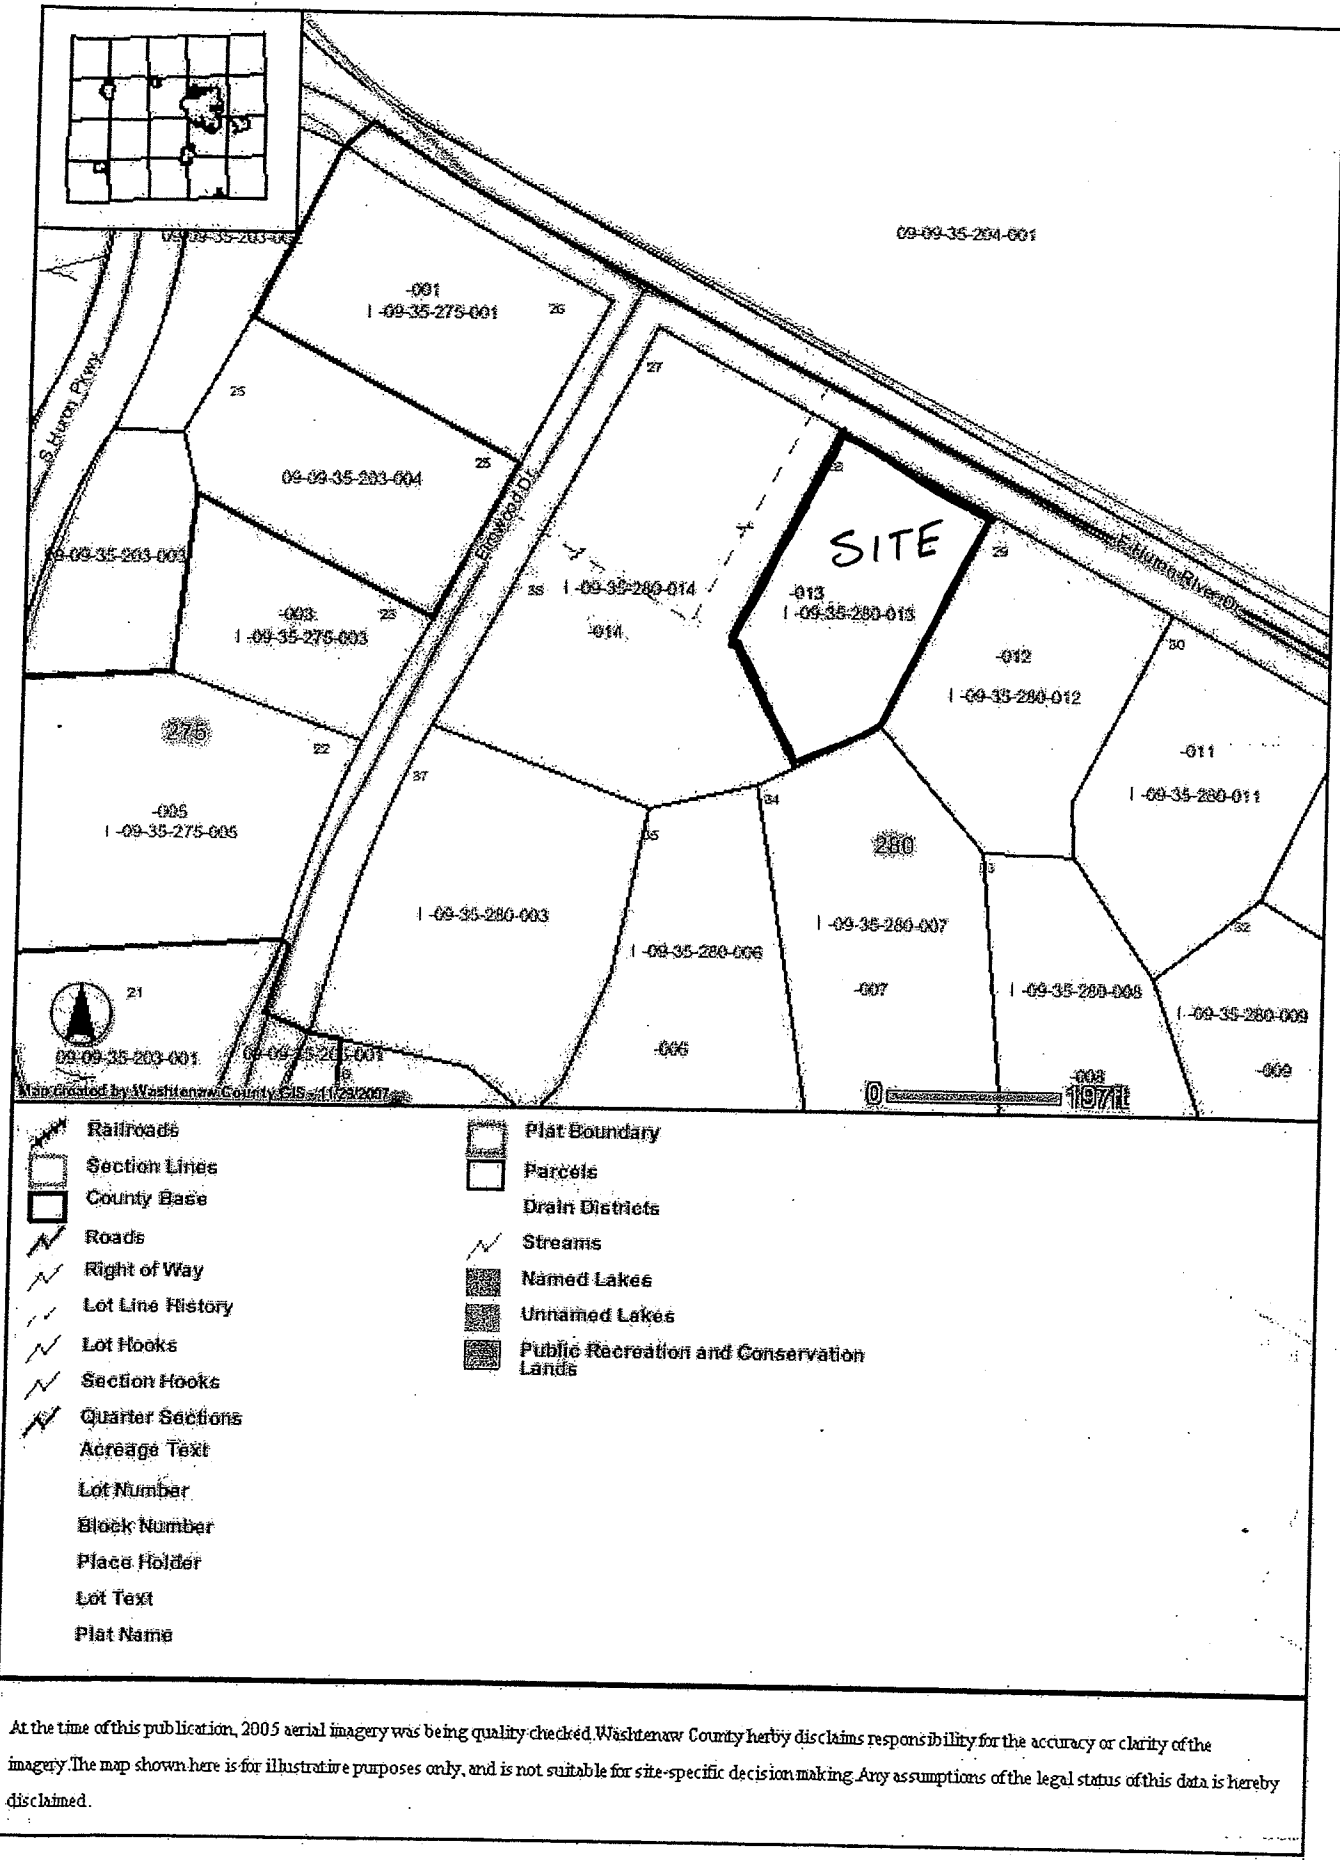 09-09-35-204-001
-001
I -09-35-275-001
26
27
25
S Huron Pkwy
25
09-09-35-203-004
SITE
29
E Huron River Dr
09-09-35-203-003
38
I -09-35-280-014
-014
-013
I -09-35-280-013
-003
23
I -09-35-275-003
-012
I -09-35-280-012
30
275
22
37
-011
I -09-35-280-011
34
-005
I -09-35-275-005
280
I -09-35-280-003
I -09-35-280-007
32
I -09-35-280-006
21
-007
I -09-35-280-008
I -09-35-280-009
09-09-35-203-001
-006
-008
-009
Map Created by Washtenaw County GIS - 11/29/2007
0 197ft
Railroads
Section Lines
County Base
Roads
Right of Way
Lot Line History
Lot Hooks
Section Hooks
Quarter Sections
Acreage Text
Lot Number
Block Number
Place Holder
Lot Text
Plat Name
Plat Boundary
Parcels
Drain Districts
Streams
Named Lakes
Unnamed Lakes
Public Recreation and Conservation
Lands
At the time of this publication, 2005 aerial imagery was being quality checked. Washtenaw County herby disclaims responsibility for the accuracy or clarity of the
imagery. The map shown here is for illustrative purposes only, and is not suitable for site-specific decision making. Any assumptions of the legal status of this data is hereby
disclaimed.